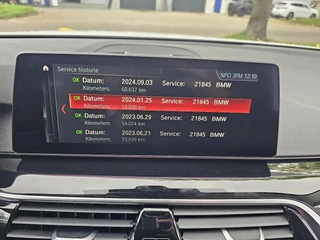 Service historie
NPO 3FM 12:10
OK Datum: 2024.09.03 Service: 21845 BMW
Kilometers: 68.637 km
OK Datum: 2024.01.25 Service: 21845 BMW
Kilometers: km
OK Datum: 2023.06.29 Service: 21845 BMW
Kilometers: 54.074 km
OK Datum: 2023.06.21 Service: 21845 BMW
Kilometers: 53.829 km